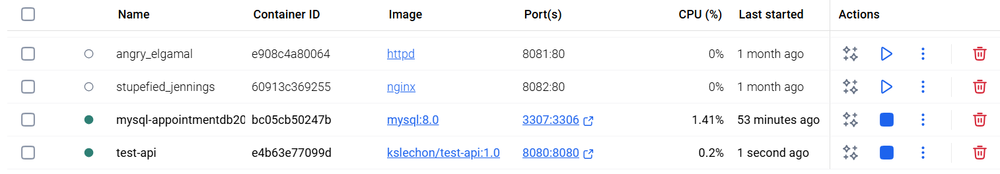 Name Container ID Image Port(s) CPU (%) Last started Actions
angry_elgamal e908c4a80064 httpd 8081:80 0% 1 month ago
stupefied_jennings 60913c369255 nginx 8082:80 0% 1 month ago
mysql-appointmentdb20 bc05cb50247b mysql:8.0 3307:3306 1.41% 53 minutes ago
test-api e4b63e77099d kslechon/test-api:1.0 8080:8080 0.2% 1 second ago